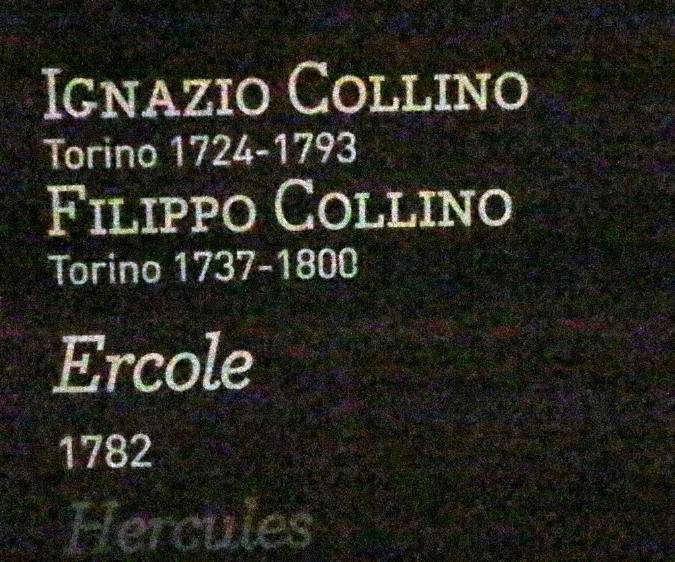 IGNAZIO COLLINO
Torino 1724-1793
FILIPPO COLLINO
Torino 1737-1800
Ercole
1782
Hercules